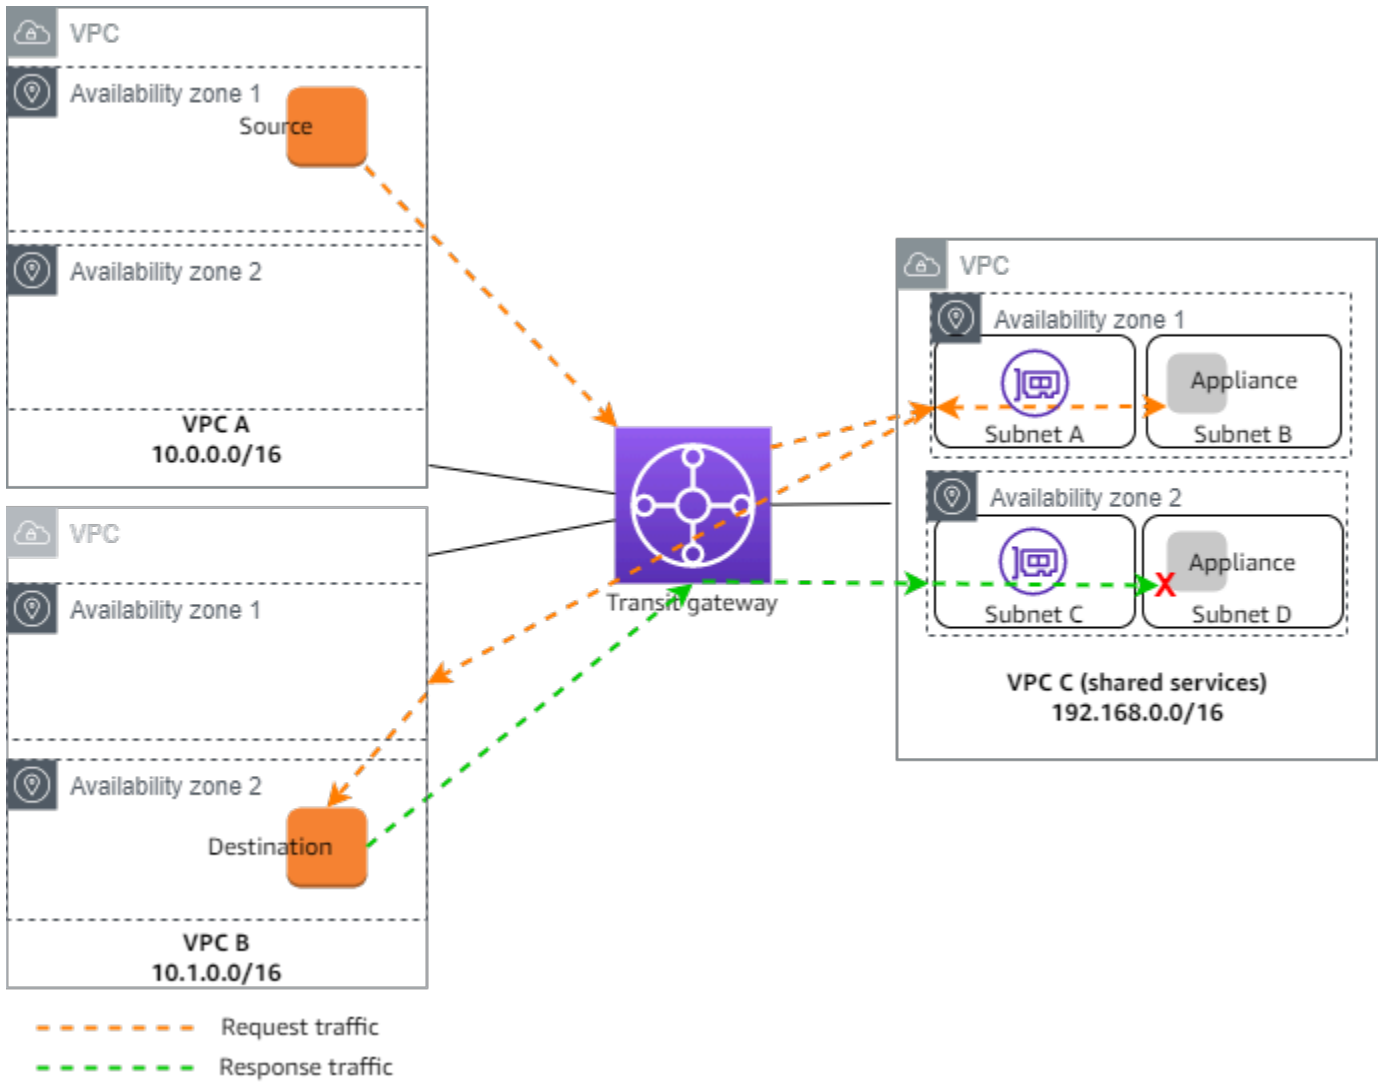 VPC
Availability zone 1
Source
Availability zone 2
VPC A
10.0.0.0/16
VPC
Availability zone 1
Availability zone 2
Destination
VPC B
10.1.0.0/16
Transit gateway
VPC
Availability zone 1
Appliance
Subnet A
Subnet B
Availability zone 2
Appliance
X
Subnet C
Subnet D
VPC C (shared services)
192.168.0.0/16
Request traffic
Response traffic